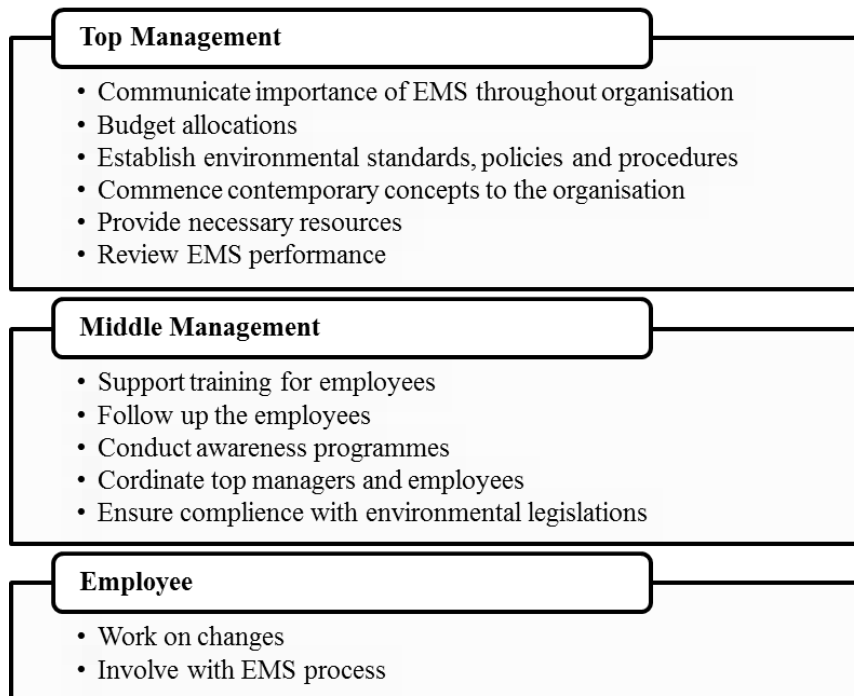 Top Management
• Communicate importance of EMS throughout organisation
• Budget allocations
• Establish environmental standards, policies and procedures
• Commence contemporary concepts to the organisation
• Provide necessary resources
• Review EMS performance
Middle Management
• Support training for employees
• Follow up the employees
• Conduct awareness programmes
• Cordinate top managers and employees
• Ensure complience with environmental legislations
Employee
• Work on changes
• Involve with EMS process